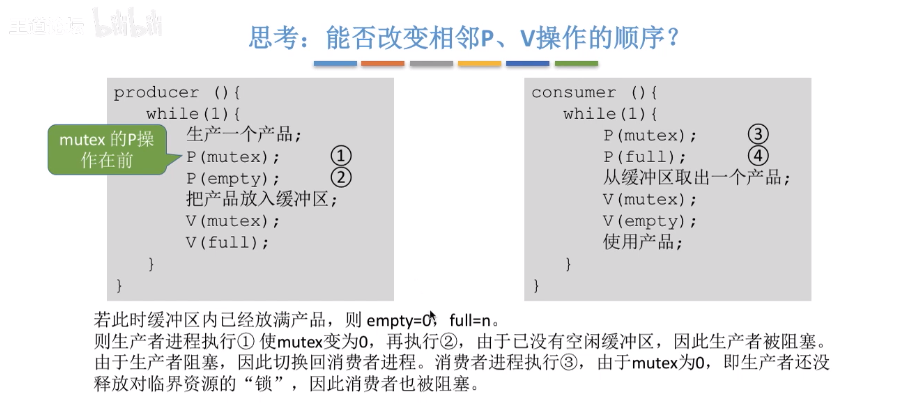 思考：能否改变相邻P、V操作的顺序？
producer (){
while(1){
生产一个产品;
P(mutex); ①
P(empty); ②
把产品放入缓冲区;
V(mutex);
V(full);
}
}
mutex 的P操
作在前
consumer (){
while(1){
P(mutex); ③
P(full); ④
从缓冲区取出一个产品;
V(mutex);
V(empty);
使用产品;
}
}
若此时缓冲区内已经放满产品，则 empty=0，full=n。
则生产者进程执行① 使mutex变为0，再执行②，由于已没有空闲缓冲区，因此生产者被阻塞。
由于生产者阻塞，因此切换回消费者进程。消费者进程执行③，由于mutex为0，即生产者还没
释放对临界资源的“锁”，因此消费者也被阻塞。